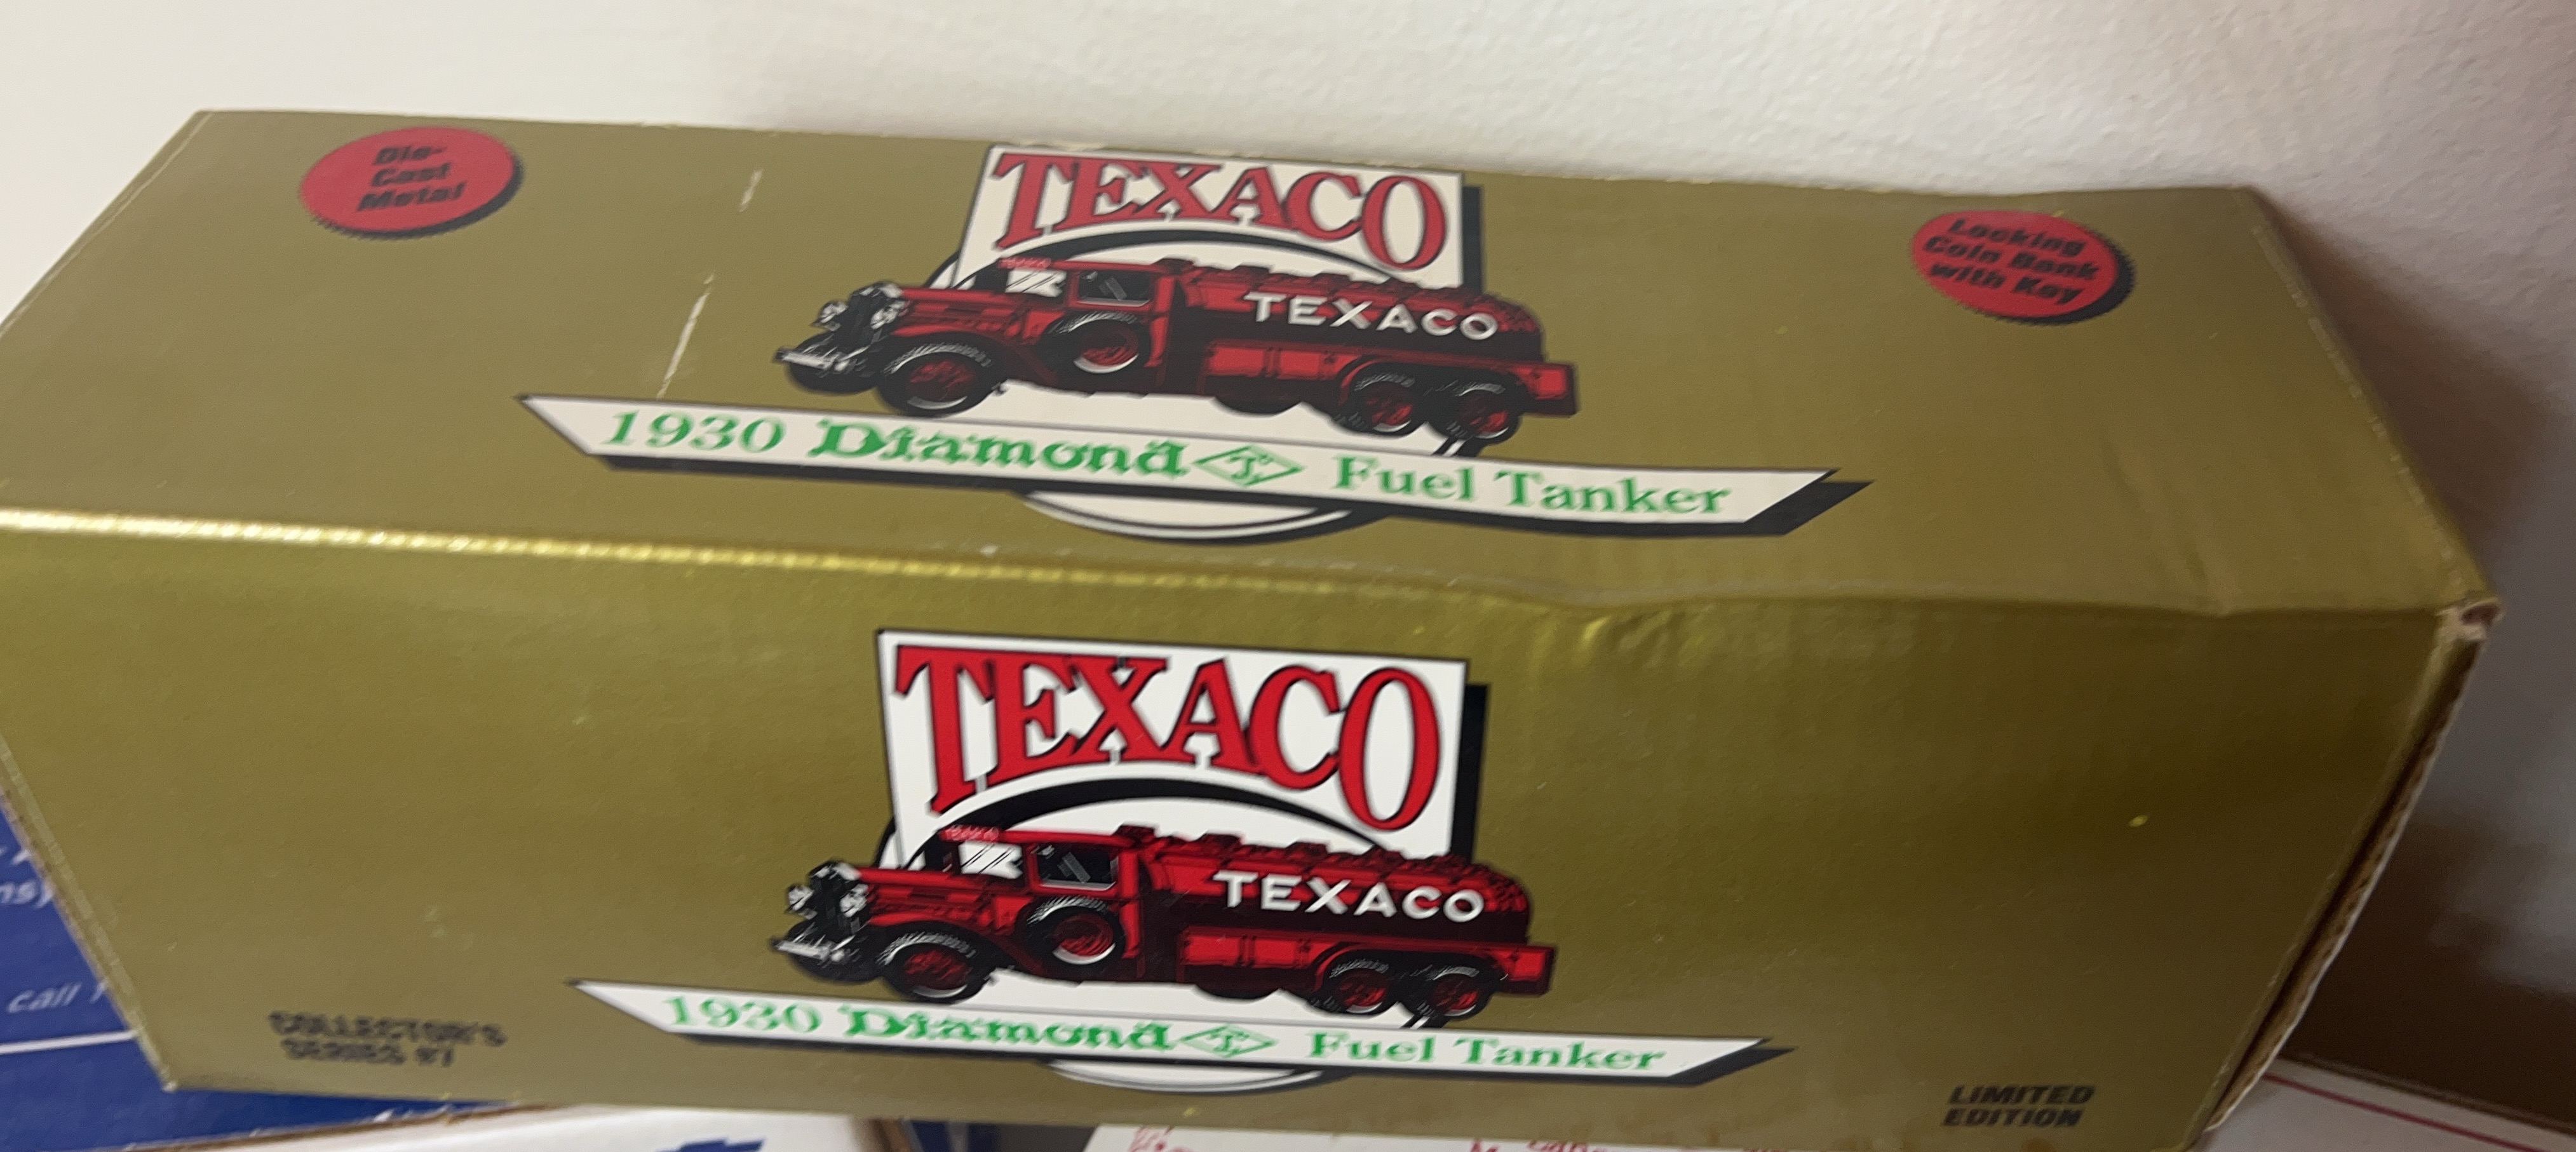 Die-
Cast
Metal
TEXACO
TEXACO
Locking
Coin Bank
with Key
1930 Diamond T Fuel Tanker
TEXACO
TEXACO
1930 Diamond T Fuel Tanker
COLLECTOR'S
SERIES #7
LIMITED
EDITION
call